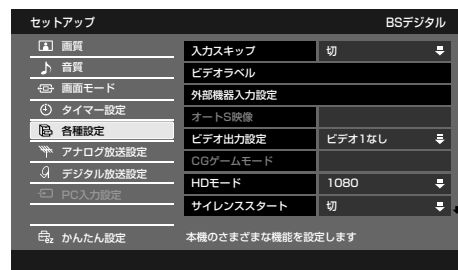 セットアップ
BSデジタル
画質
音質
画面モード
タイマー設定
各種設定
アナログ放送設定
デジタル放送設定
PC入力設定
かんたん設定
入力スキップ 切
ビデオラベル
外部機器入力設定
オートS映像
ビデオ出力設定 ビデオ1なし
CGゲームモード
HDモード 1080
サイレンススタート 切
本機のさまざまな機能を設定します